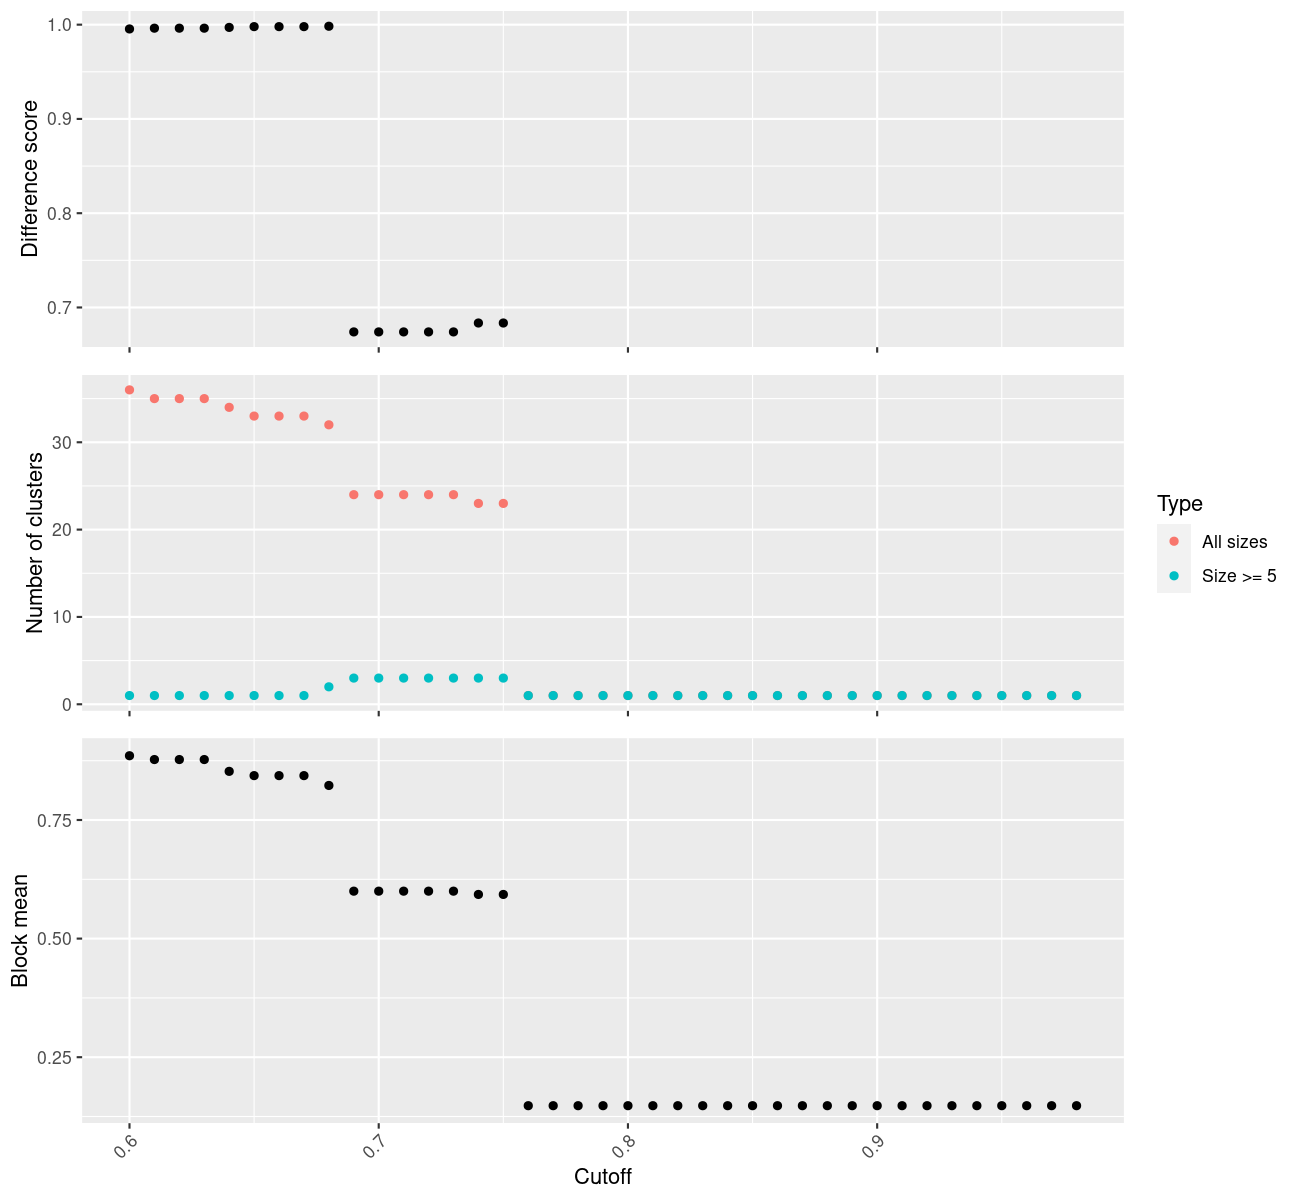 Difference score
1.0
0.9
0.8
0.7
Number of clusters
30
20
10
0
Type
All sizes
Size >= 5
Block mean
0.75
0.50
0.25
0.6
0.7
0.8
0.9
Cutoff